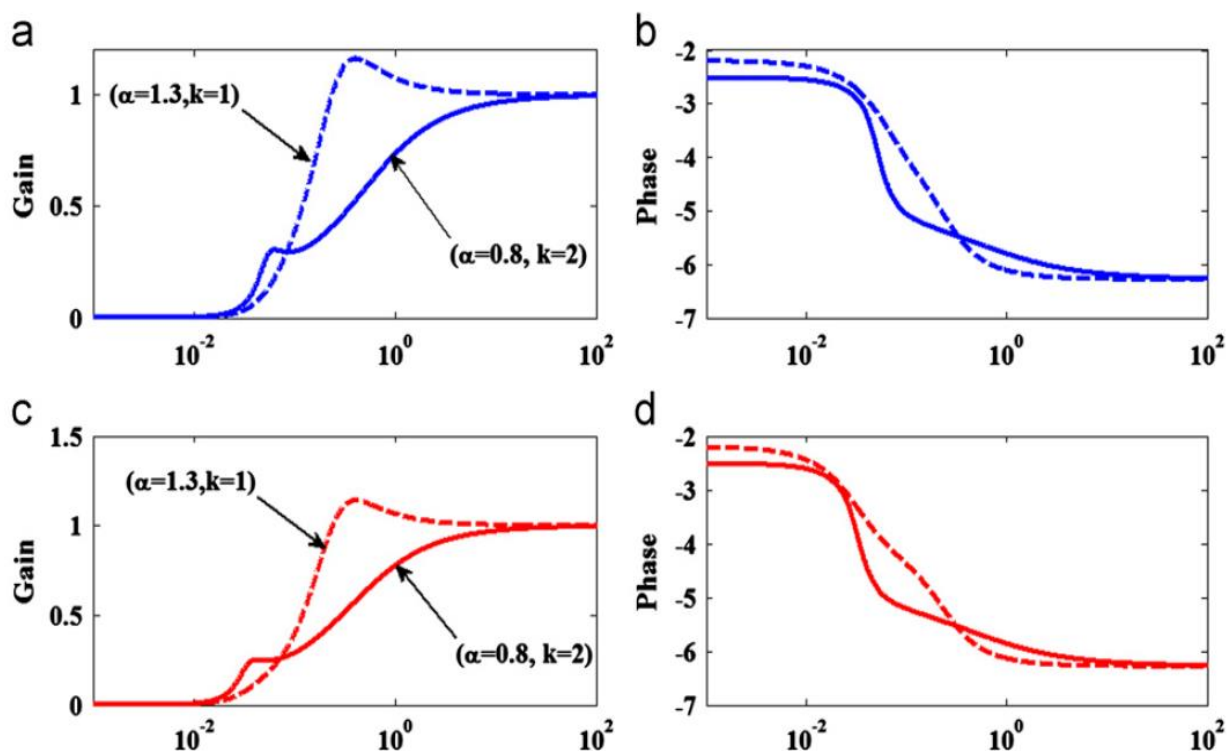 a
1
0.5
0
Gain
(α=1.3,k=1)
(α=0.8, k=2)
10^-2
10^0
10^2
b
-2
-3
-4
-5
-6
-7
Phase
10^-2
10^0
10^2
c
1.5
1
0.5
0
Gain
(α=1.3,k=1)
(α=0.8, k=2)
10^-2
10^0
10^2
d
-2
-3
-4
-5
-6
-7
Phase
10^-2
10^0
10^2